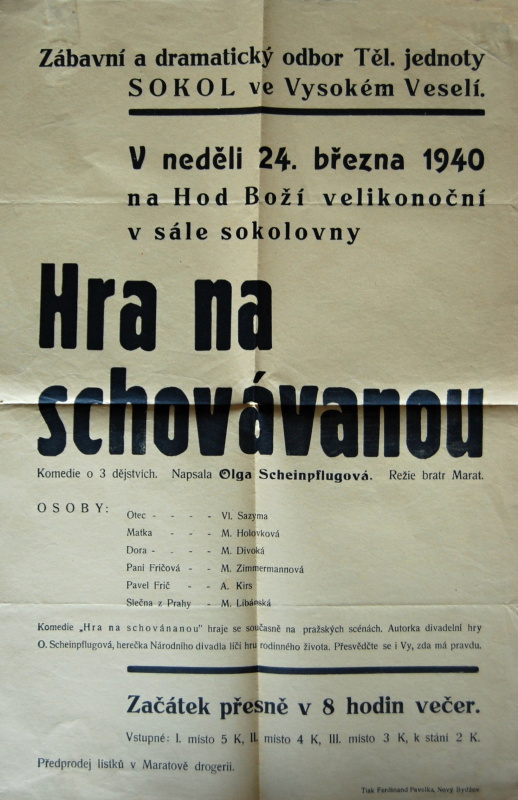 Zábavní a dramatický odbor Těl. jednoty
SOKOL ve Vysokém Veselí.
V neděli 24. března 1940
na Hod Boží velikonoční
v sále sokolovny
Hra na
schovávanou
Komedie o 3 dějstvích. Napsala Olga Scheinpflugová. Režie bratr Marat.
OSOBY:
Otec - - - - Vl. Sazyma
Matka - - - M. Holovková
Dora - - - - M. Divoká
Paní Fričová - - M. Zimmermannová
Pavel Frič - - A. Kirs
Slečna z Prahy - M. Libánská
Komedie „Hra na schovánanou" hraje se současně na pražských scénách. Autorka divadelní hry
O. Scheinpflugová, herečka Národního divadla líčí hru rodinného života. Přesvědčte se i Vy, zda má pravdu.
Začátek přesně v 8 hodin večer.
Vstupné: I. místo 5 K, II. místo 4 K, III. místo 3 K, k stání 2 K.
Předprodej lístků v Maratově drogerii.
Tisk Ferdinand Pavelka, Nový Bydžov